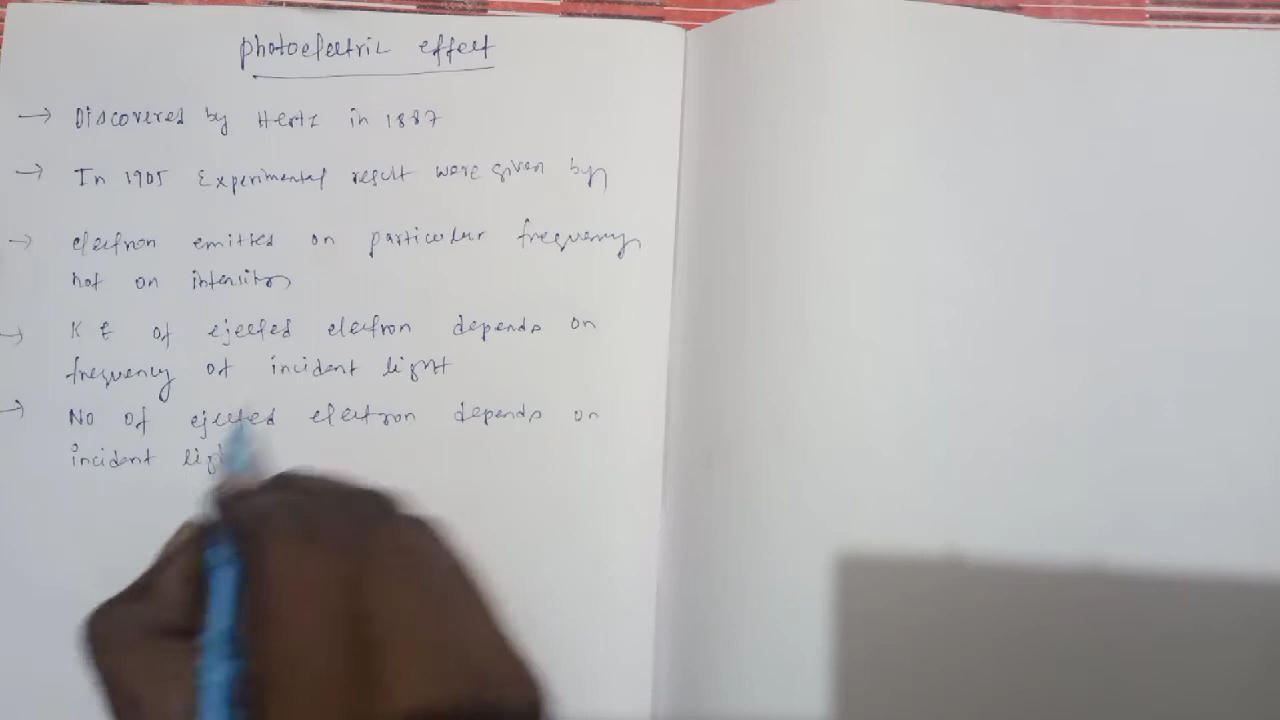 photoelectric effect
→ Discovered by Hertz in 1887
→ In 1905 Experimental result were given by
→ electron emitted on particular frequency
not on intensity
→ K E of ejected electron depends on
frequency of incident light
→ No of ejected electron depends on
incident